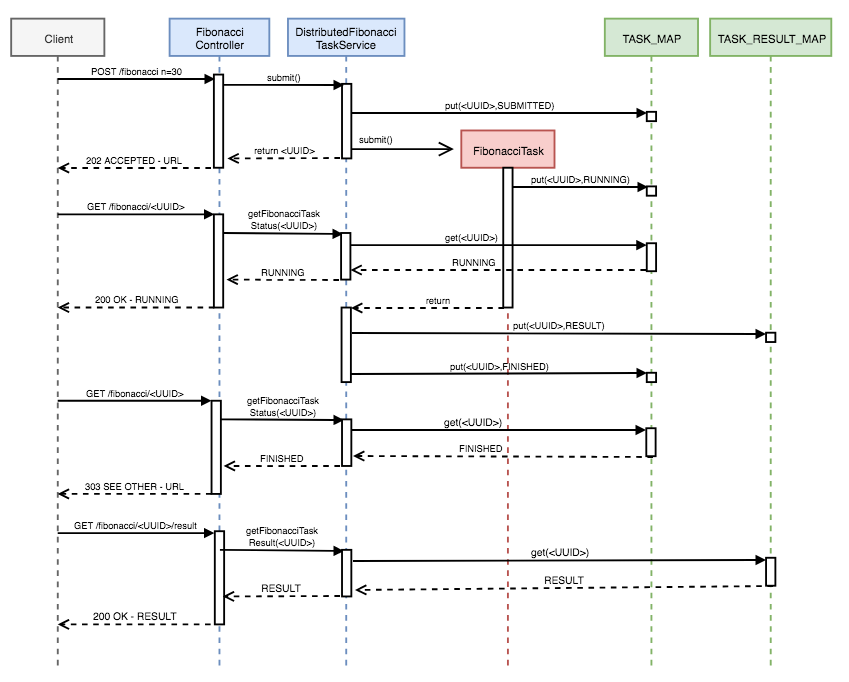 Client
Fibonacci
Controller
DistributedFibonacci
TaskService
TASK_MAP
TASK_RESULT_MAP
POST /fibonacci n=30
submit()
put(<UUID>,SUBMITTED)
submit()
FibonacciTask
return <UUID>
202 ACCEPTED - URL
put(<UUID>,RUNNING)
GET /fibonacci/<UUID>
getFibonacciTask
Status(<UUID>)
get(<UUID>)
RUNNING
RUNNING
200 OK - RUNNING
return
put(<UUID>,RESULT)
put(<UUID>,FINISHED)
GET /fibonacci/<UUID>
getFibonacciTask
Status(<UUID>)
get(<UUID>)
FINISHED
FINISHED
303 SEE OTHER - URL
GET /fibonacci/<UUID>/result
getFibonacciTask
Result(<UUID>)
get(<UUID>)
RESULT
RESULT
200 OK - RESULT